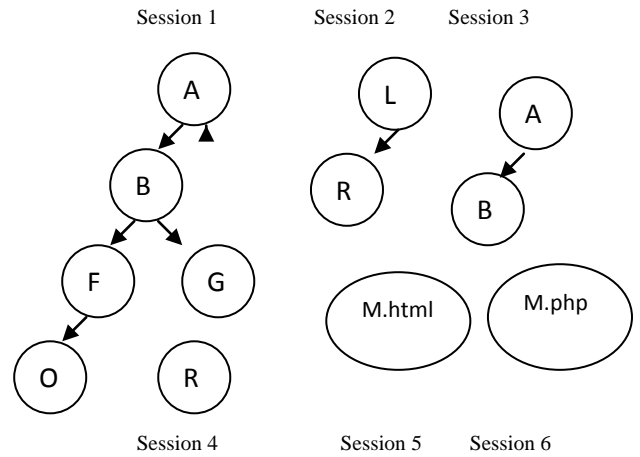 Session 1 Session 2 Session 3
L
A
A
R
B
B
F G
M.html M.php
O R
Session 4 Session 5 Session 6